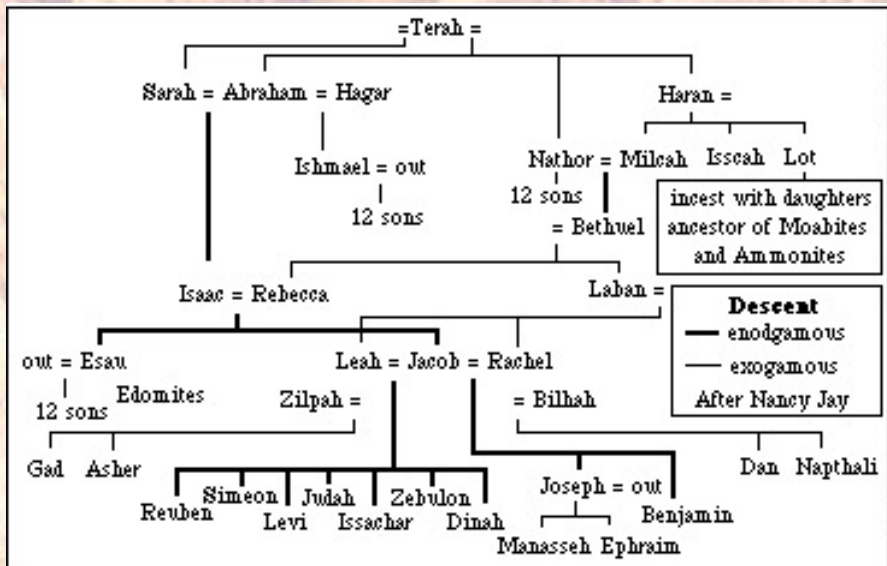 =Terah =
Sarah = Abraham = Hagar
Haran =
Ishmael = out
12 sons
Nathor = Milcah Isscah Lot
12 sons
= Bethuel
incest with daughters
ancestor of Moabites
and Ammonites
Isaac = Rebecca
Laban =
Descent
enodgamous
exogamous
After Nancy Jay
out = Esau
Leah = Jacob = Rachel
12 sons
Edomites
Zilpah =
= Bilhah
Gad Asher
Dan Napthali
Reuben
Simeon
Levi
Judah
Issachar
Zebulon
Dinah
Joseph = out
Benjamin
Manasseh Ephraim